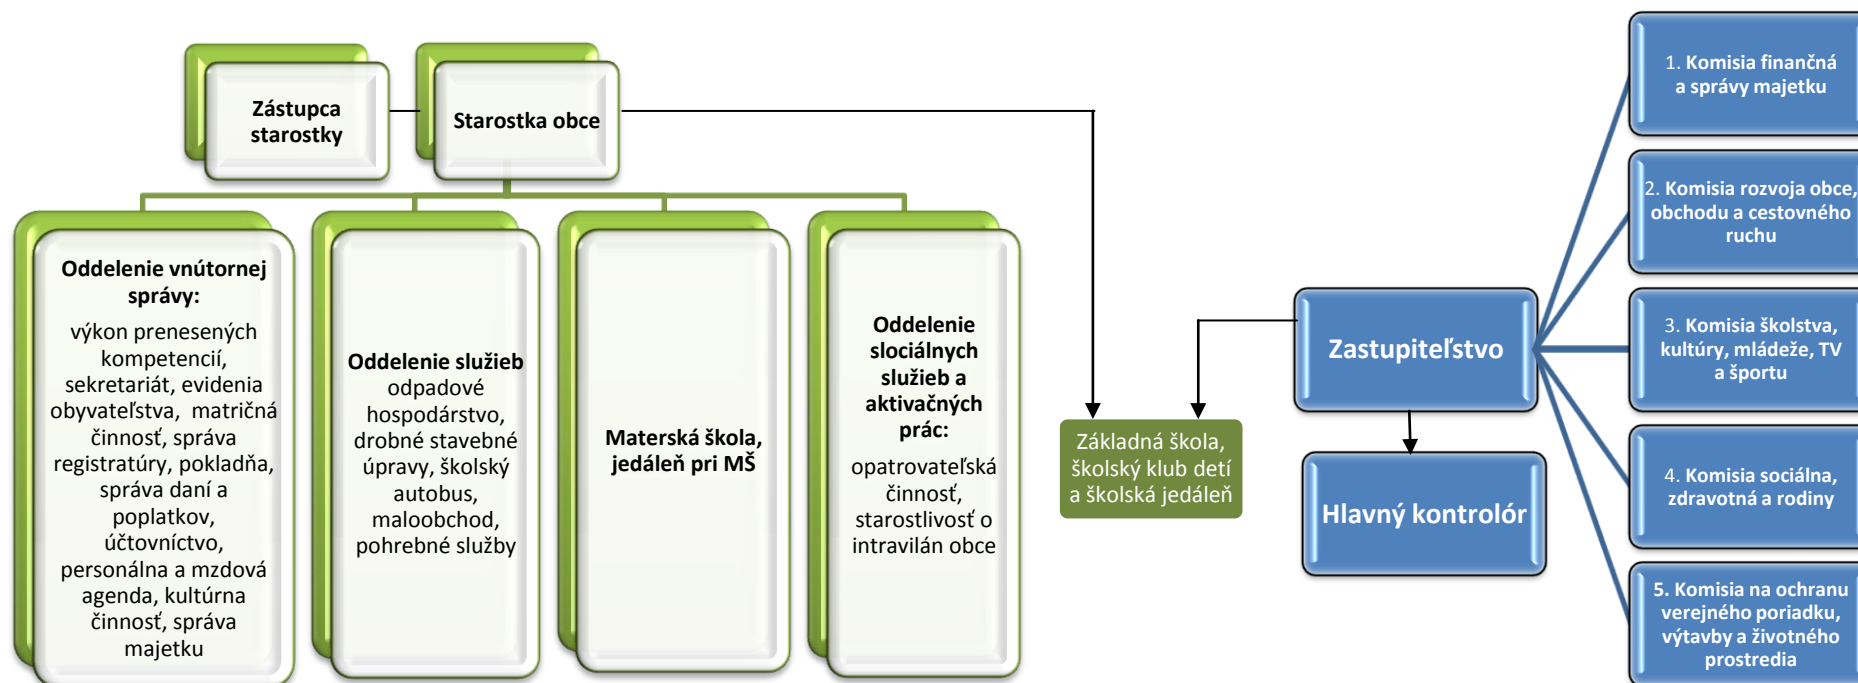 Zástupca
starostky
Starostka obce
Oddelenie vnútornej
správy:
výkon prenesených
kompetencií,
sekretariát, evidenia
obyvateľstva, matričná
činnosť, správa
registratúry, pokladňa,
správa daní a
poplatkov,
účtovníctvo,
personálna a mzdová
agenda, kultúrna
činnosť, správa
majetku
Oddelenie služieb
odpadové
hospodárstvo,
drobné stavebné
úpravy, školský
autobus,
maloobchod,
pohrebné služby
Materská škola,
jedáleň pri MŠ
Oddelenie
slociálnych
služieb a
aktivačných
prác:
opatrovateľská
činnosť,
starostlivosť o
intravilán obce
Základná škola,
školský klub detí
a školská jedáleň
Zastupiteľstvo
Hlavný kontrolór
1. Komisia finančná
a správy majetku
2. Komisia rozvoja obce,
obchodu a cestovného
ruchu
3. Komisia školstva,
kultúry, mládeže, TV
a športu
4. Komisia sociálna,
zdravotná a rodiny
5. Komisia na ochranu
verejného poriadku,
výtavby a životného
prostredia